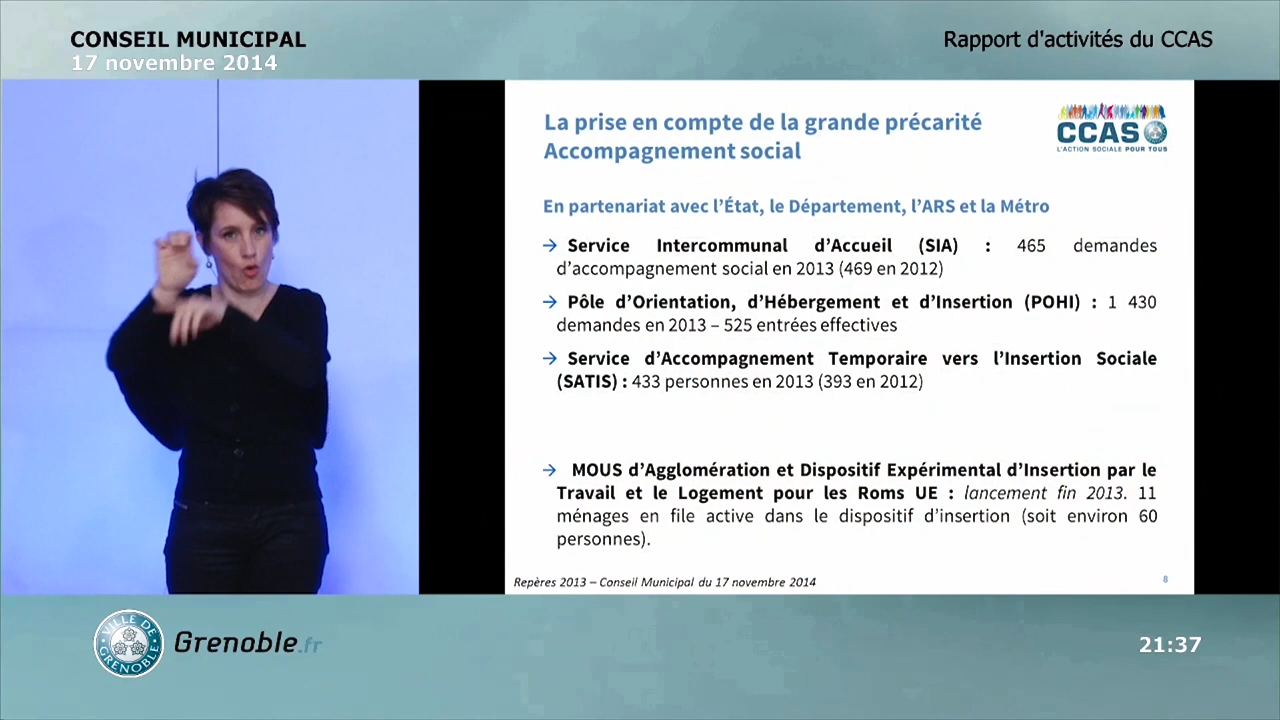 CONSEIL MUNICIPAL
17 novembre 2014
Rapport d'activités du CCAS
La prise en compte de la grande précarité
Accompagnement social
CCAS
L'ACTION SOCIALE POUR TOUS
En partenariat avec l'État, le Département, l'ARS et la Métro
→ Service Intercommunal d'Accueil (SIA) : 465 demandes
d'accompagnement social en 2013 (469 en 2012)
→ Pôle d'Orientation, d'Hébergement et d'Insertion (POHI) : 1 430
demandes en 2013 – 525 entrées effectives
→ Service d'Accompagnement Temporaire vers l'Insertion Sociale
(SATIS) : 433 personnes en 2013 (393 en 2012)
→ MOUS d'Agglomération et Dispositif Expérimental d'Insertion par le
Travail et le Logement pour les Roms UE : lancement fin 2013. 11
ménages en file active dans le dispositif d'insertion (soit environ 60
personnes).
Repères 2013 – Conseil Municipal du 17 novembre 2014
8
VILLE DE GRENOBLE
Grenoble.fr
21:37